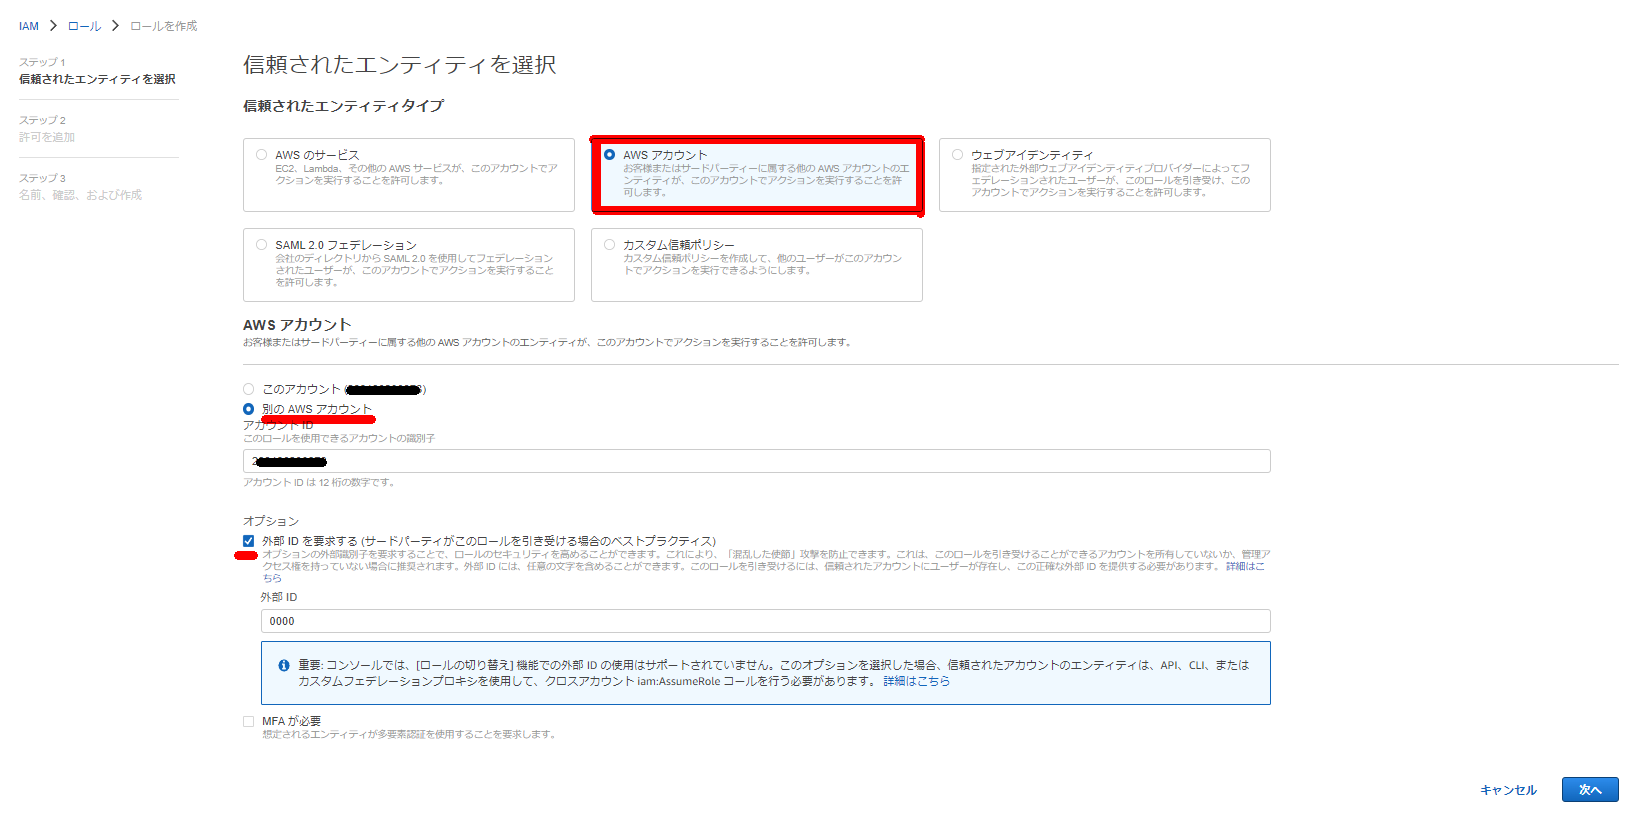 IAM > ロール > ロールを作成
ステップ 1
信頼されたエンティティを選択
ステップ 2
許可を追加
ステップ 3
名前、確認、および作成
信頼されたエンティティを選択
信頼されたエンティティタイプ
AWS のサービス
EC2、Lambda、その他の AWS サービスが、このアカウントでア
クションを実行することを許可します。
AWS アカウント
お客様またはサードパーティーに属する他の AWS アカウントのエ
ンティティが、このアカウントでアクションを実行することを許
可します。
ウェブアイデンティティ
指定された外部ウェブアイデンティティプロバイダーによってフ
ェデレーションされたユーザーが、このロールを引き受け、この
アカウントでアクションを実行することを許可します。
SAML 2.0 フェデレーション
会社のディレクトリから SAML 2.0 を使用してフェデレーション
されたユーザーが、このアカウントでアクションを実行すること
を許可します。
カスタム信頼ポリシー
カスタム信頼ポリシーを作成して、他のユーザーがこのアカウン
トでアクションを実行できるようにします。
AWS アカウント
お客様またはサードパーティーに属する他の AWS アカウントのエンティティが、このアカウントでアクションを実行することを許可します。
このアカウント (
別の AWS アカウント
アカウント ID
このロールを使用できるアカウントの識別子
アカウント ID は 12 桁の数字です。
オプション
外部 ID を要求する (サードパーティがこのロールを引き受ける場合のベストプラクティス)
オプションの外部識別子を要求することで、ロールのセキュリティを高めることができます。これにより、「混乱した使節」攻撃を防止できます。これは、このロールを引き受けることができるアカウントを所有していないか、管理ア
クセス権を持っていない場合に推奨されます。外部 ID には、任意の文字を含めることができます。このロールを引き受けるには、信頼されたアカウントにユーザーが存在し、この正確な外部 ID を提供する必要があります。 詳細はこ
ちら
外部 ID
0000
重要: コンソールでは、[ロールの切り替え] 機能での外部 ID の使用はサポートされていません。このオプションを選択した場合、信頼されたアカウントのエンティティは、API、CLI、または
カスタムフェデレーションプロキシを使用して、クロスアカウント iam:AssumeRole コールを行う必要があります。 詳細はこちら
MFA が必要
想定されるエンティティが多要素認証を使用することを要求します。
キャンセル
次へ